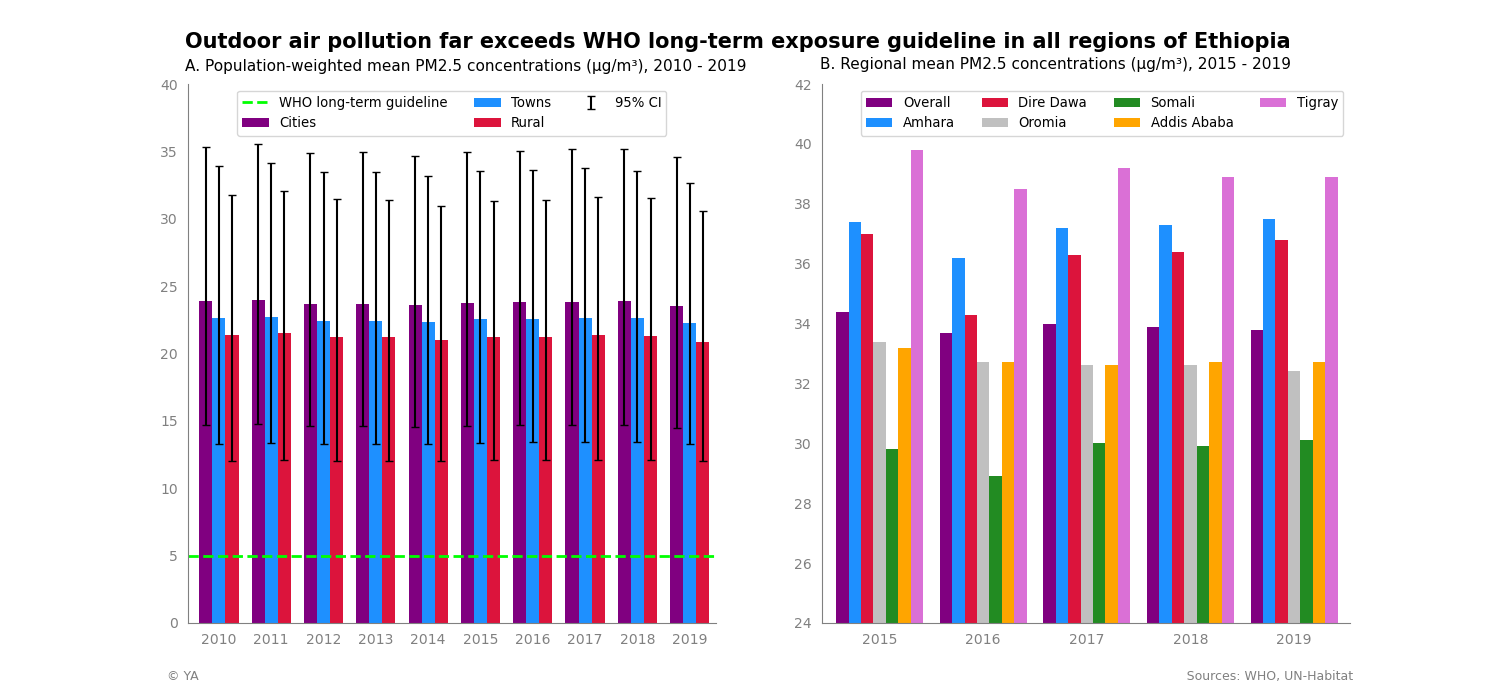 Outdoor air pollution far exceeds WHO long-term exposure guideline in all regions of Ethiopia
A. Population-weighted mean PM2.5 concentrations (μg/m³), 2010 - 2019
WHO long-term guideline
Cities
Towns
Rural
95% CI
40
35
30
25
20
15
10
5
0
2010 2011 2012 2013 2014 2015 2016 2017 2018 2019
B. Regional mean PM2.5 concentrations (μg/m³), 2015 - 2019
Overall
Amhara
Dire Dawa
Oromia
Somali
Addis Ababa
Tigray
42
40
38
36
34
32
30
28
26
24
2015 2016 2017 2018 2019
© YA
Sources: WHO, UN-Habitat